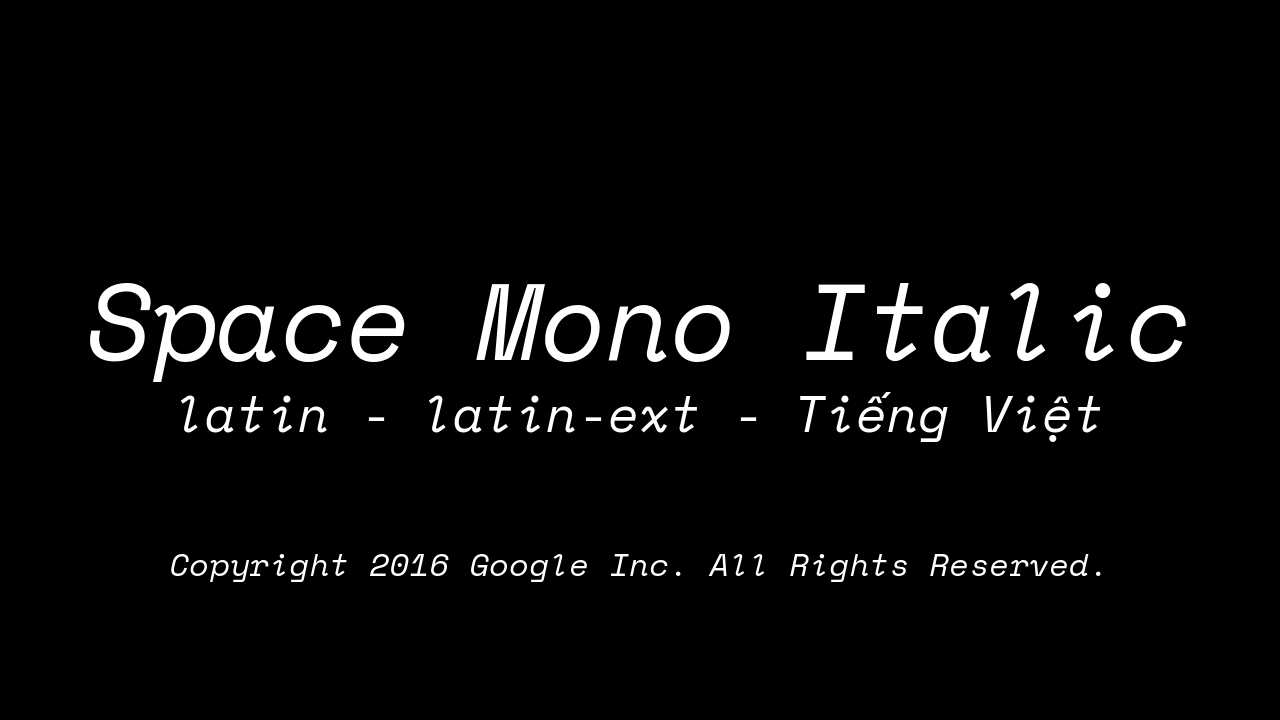 Space Mono Italic
latin - latin-ext - Tiếng Việt
Copyright 2016 Google Inc. All Rights Reserved.